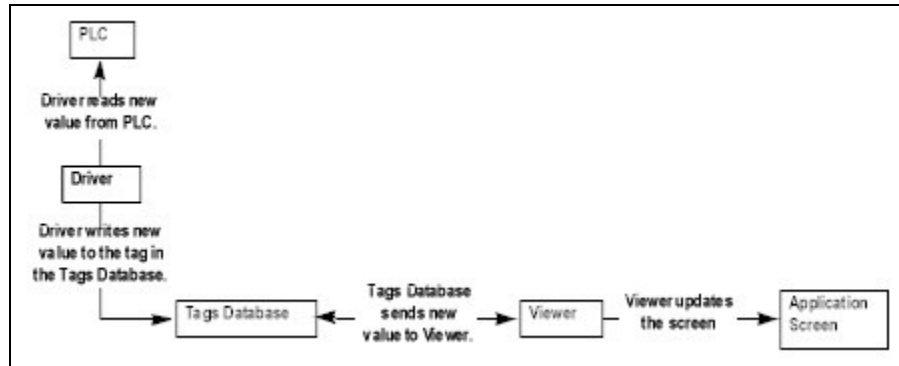 PLC
Driver reads new
value from PLC.
Driver
Driver writes new
value to the tag in
the Tags Database.
Tags Database
Tags Database
sends new
value to Viewer.
Viewer
Viewer updates
the screen
Application
Screen